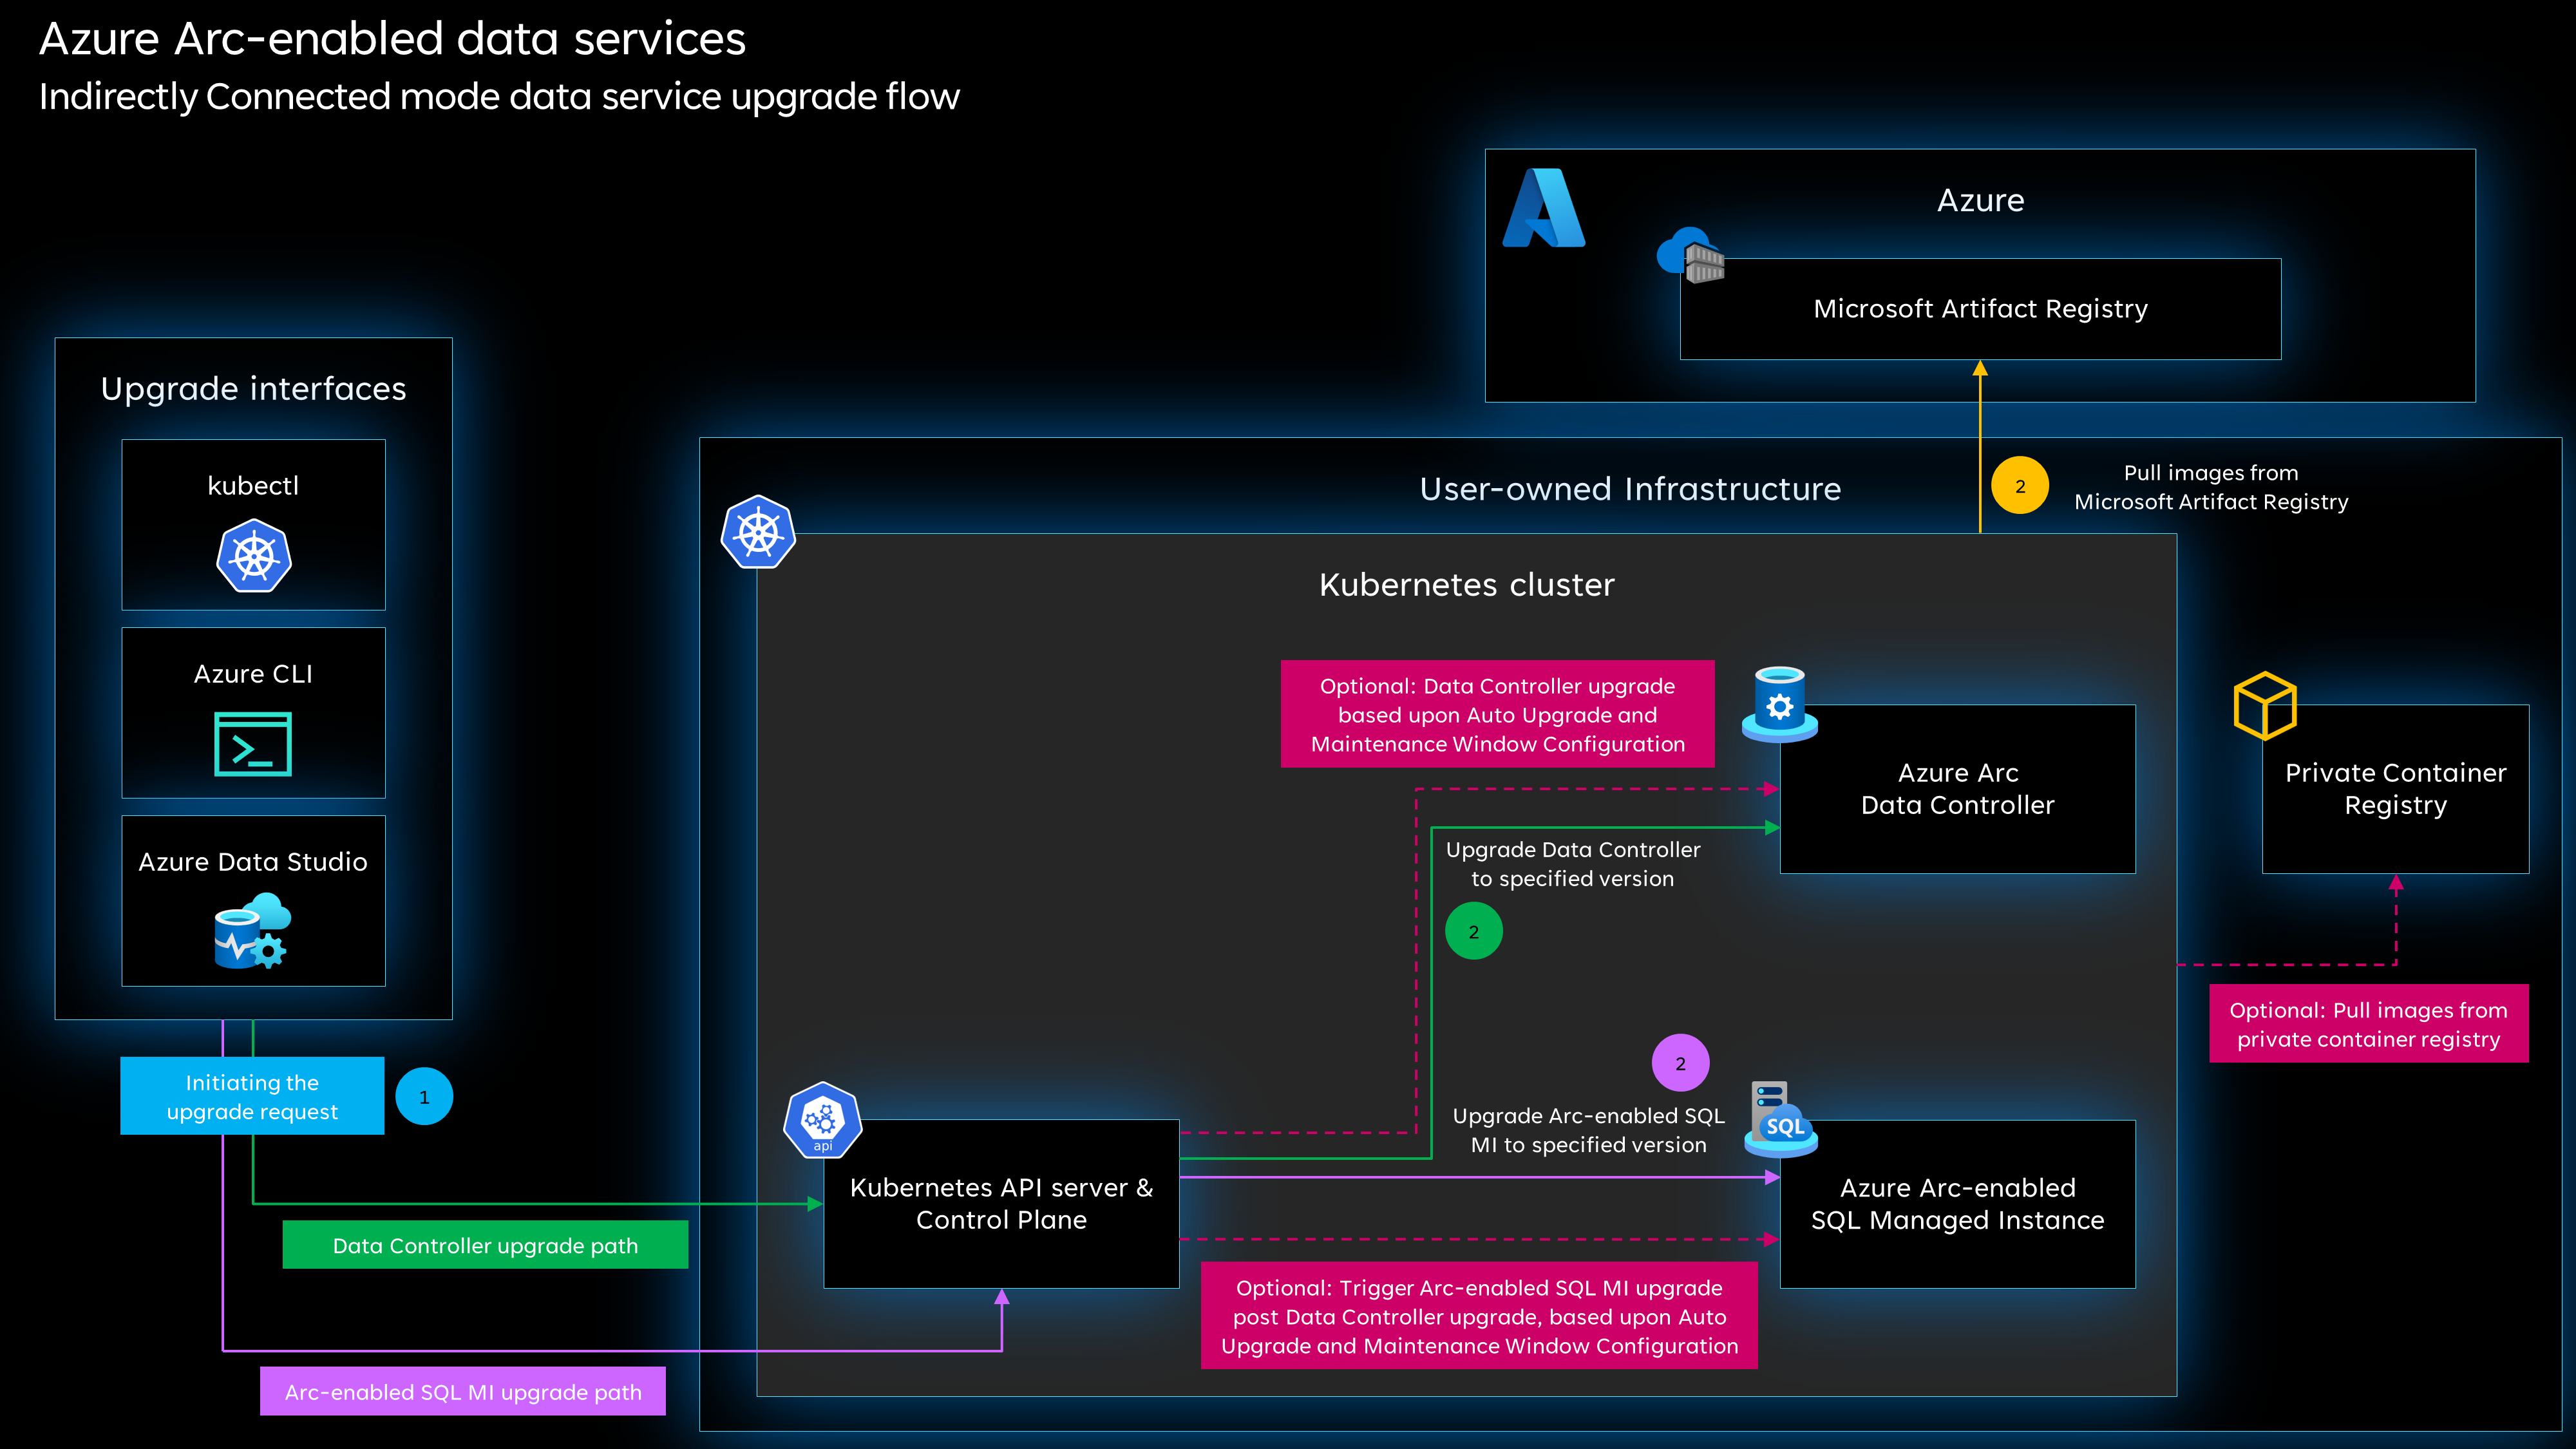 Azure Arc-enabled data services
Indirectly Connected mode data service upgrade flow
Azure
Microsoft Artifact Registry
Upgrade interfaces
kubectl
Azure CLI
Azure Data Studio
Initiating the
upgrade request
1
Data Controller upgrade path
Arc-enabled SQL MI upgrade path
User-owned Infrastructure
2
Pull images from
Microsoft Artifact Registry
Kubernetes cluster
Optional: Data Controller upgrade
based upon Auto Upgrade and
Maintenance Window Configuration
Azure Arc
Data Controller
Private Container
Registry
Upgrade Data Controller
to specified version
2
Optional: Pull images from
private container registry
2
Upgrade Arc-enabled SQL
MI to specified version
api
Kubernetes API server &
Control Plane
SQL
Azure Arc-enabled
SQL Managed Instance
Optional: Trigger Arc-enabled SQL MI upgrade
post Data Controller upgrade, based upon Auto
Upgrade and Maintenance Window Configuration